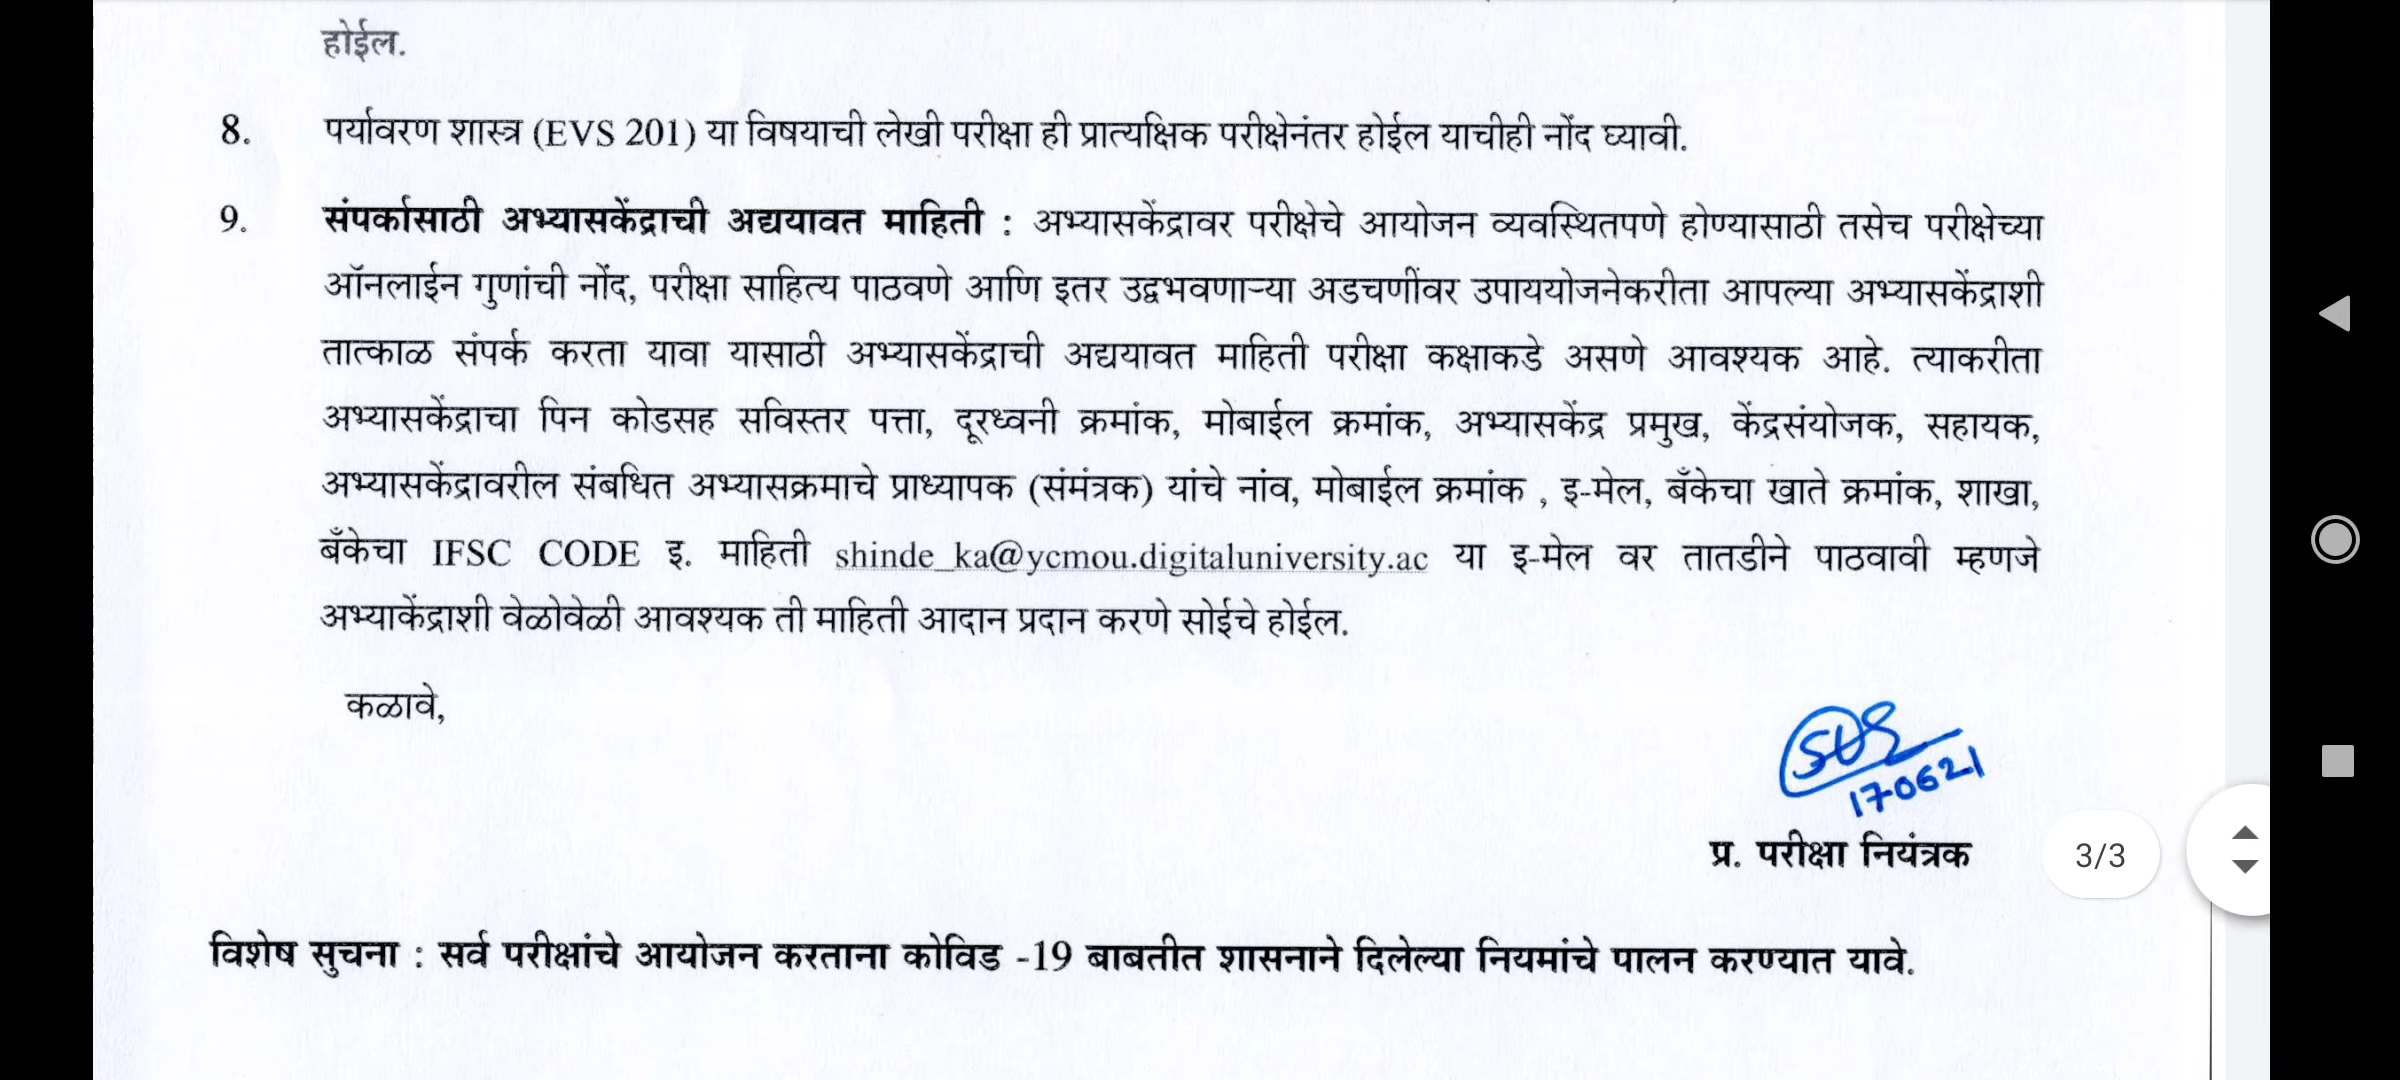 होईल.
8. पर्यावरण शास्त्र (EVS 201) या विषयाची लेखी परीक्षा ही प्रात्यक्षिक परीक्षेनंतर होईल याचीही नोंद घ्यावी.
9. संपर्कासाठी अभ्यासकेंद्राची अद्ययावत माहिती : अभ्यासकेंद्रावर परीक्षेचे आयोजन व्यवस्थितपणे होण्यासाठी तसेच परीक्षेच्या
ऑनलाईन गुणांची नोंद, परीक्षा साहित्य पाठवणे आणि इतर उद्वभवणाऱ्या अडचणींवर उपाययोजनेकरीता आपल्या अभ्यासकेंद्राशी
तात्काळ संपर्क करता यावा यासाठी अभ्यासकेंद्राची अद्ययावत माहिती परीक्षा कक्षाकडे असणे आवश्यक आहे. त्याकरीता
अभ्यासकेंद्राचा पिन कोडसह सविस्तर पत्ता, दूरध्वनी क्रमांक, मोबाईल क्रमांक, अभ्यासकेंद्र प्रमुख, केंद्रसंयोजक, सहायक,
अभ्यासकेंद्रावरील संबधित अभ्यासक्रमाचे प्राध्यापक (संमंत्रक) यांचे नांव, मोबाईल क्रमांक , इ-मेल, बँकेचा खाते क्रमांक, शाखा,
बँकेचा IFSC CODE इ. माहिती shinde_ka@ycmou.digitaluniversity.ac या इ-मेल वर तातडीने पाठवावी म्हणजे
अभ्याकेंद्राशी वेळोवेळी आवश्यक ती माहिती आदान प्रदान करणे सोईचे होईल.
कळावे,
170621
प्र. परीक्षा नियंत्रक
3/3
विशेष सुचना : सर्व परीक्षांचे आयोजन करताना कोविड -19 बाबतीत शासनाने दिलेल्या नियमांचे पालन करण्यात यावे.